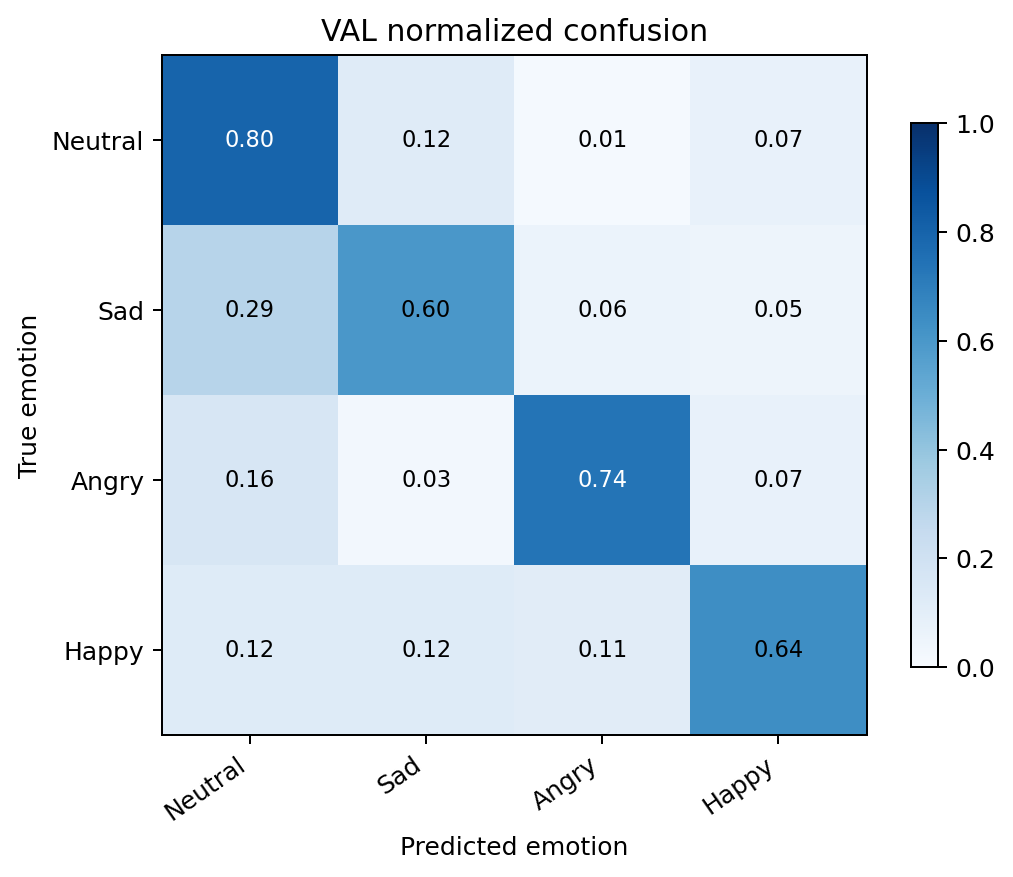 VAL normalized confusion
Neutral 0.80 0.12 0.01 0.07
Sad 0.29 0.60 0.06 0.05
Angry 0.16 0.03 0.74 0.07
Happy 0.12 0.12 0.11 0.64
Neutral Sad Angry Happy
Predicted emotion
True emotion
1.0
0.8
0.6
0.4
0.2
0.0